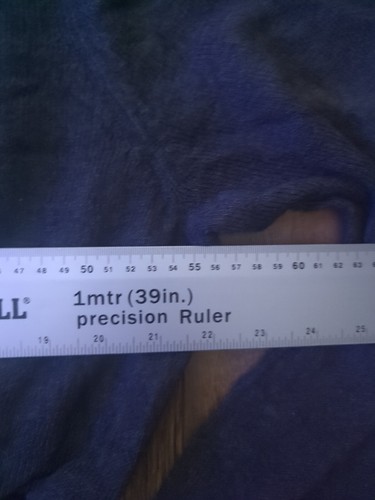 47 48 49 50 51 52 53 54 55 56 57 58 59 60 61 62 63
LL® 1mtr (39in.)
precision Ruler
19 20 21 22 23 24 25